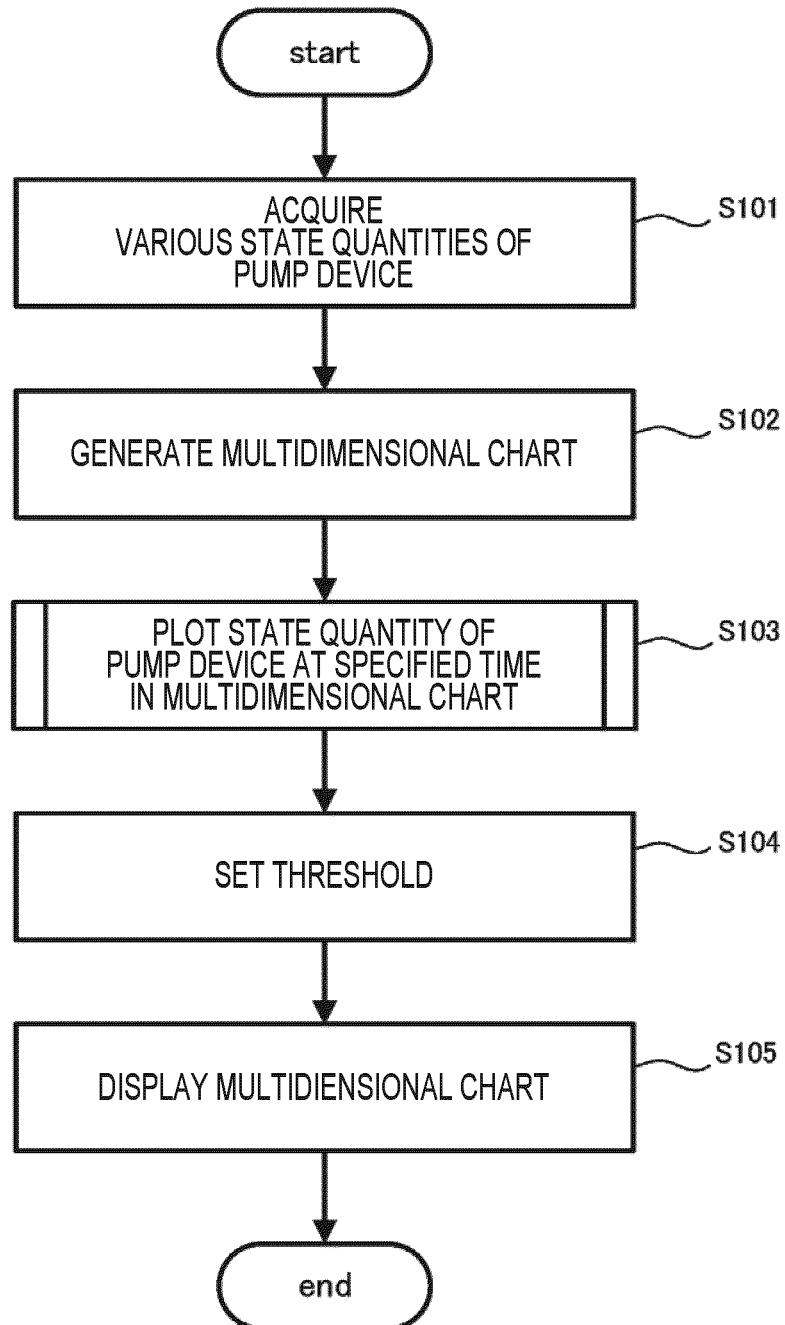 start
ACQUIRE
VARIOUS STATE QUANTITIES OF
PUMP DEVICE
S101
GENERATE MULTIDIMENSIONAL CHART
S102
PLOT STATE QUANTITY OF
PUMP DEVICE AT SPECIFIED TIME
IN MULTIDIMENSIONAL CHART
S103
SET THRESHOLD
S104
DISPLAY MULTIDIENSIONAL CHART
S105
end